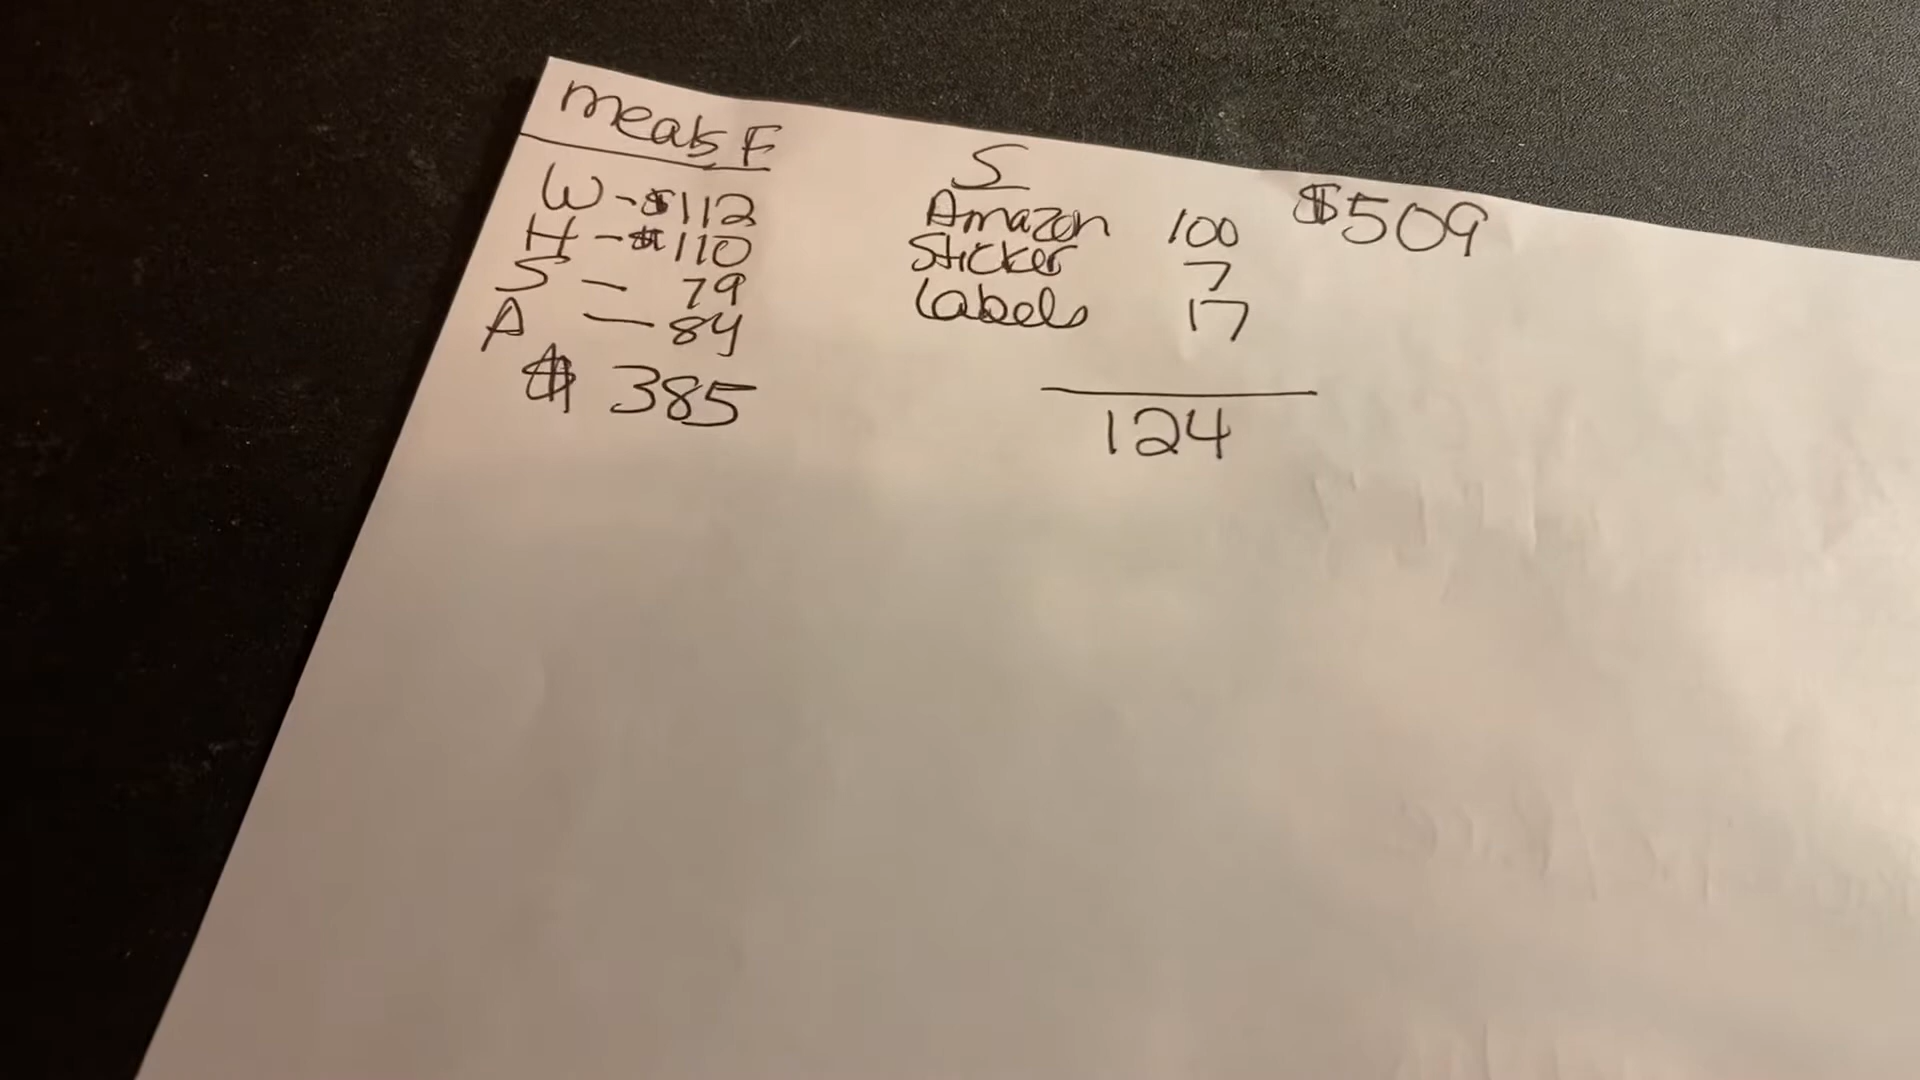 meals F
W - $112
H - $110
S - 79
A - 84
$ 385
S
Amazon 100
Sticker 7
Labels 17
124
$509